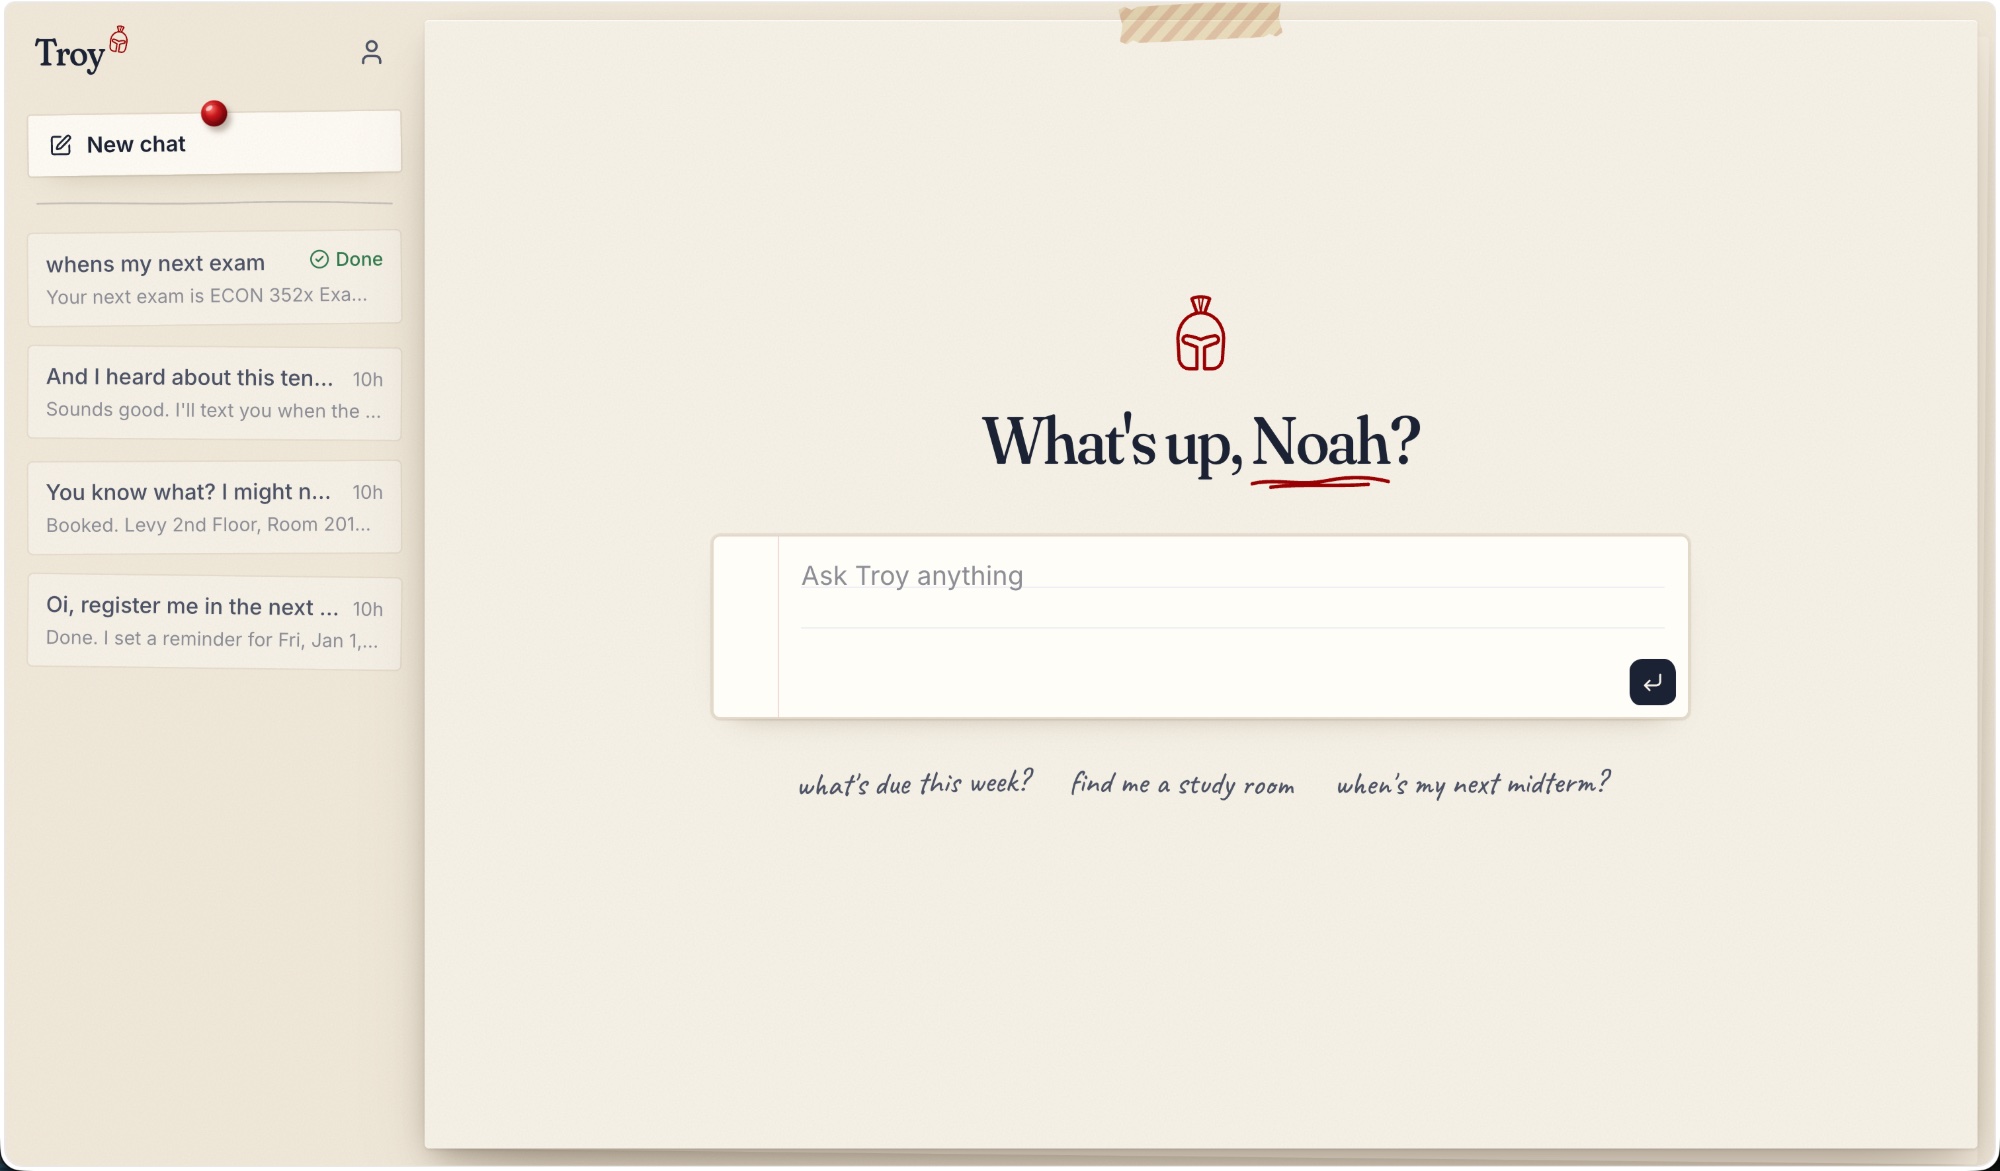 Troy
New chat
whens my next exam
Done
Your next exam is ECON 352x Exa...
And I heard about this ten...
10h
Sounds good. I'll text you when the ...
You know what? I might n...
10h
Booked. Levy 2nd Floor, Room 201...
Oi, register me in the next ...
10h
Done. I set a reminder for Fri, Jan 1,...
What's up, Noah?
Ask Troy anything
what's due this week?
find me a study room
when's my next midterm?